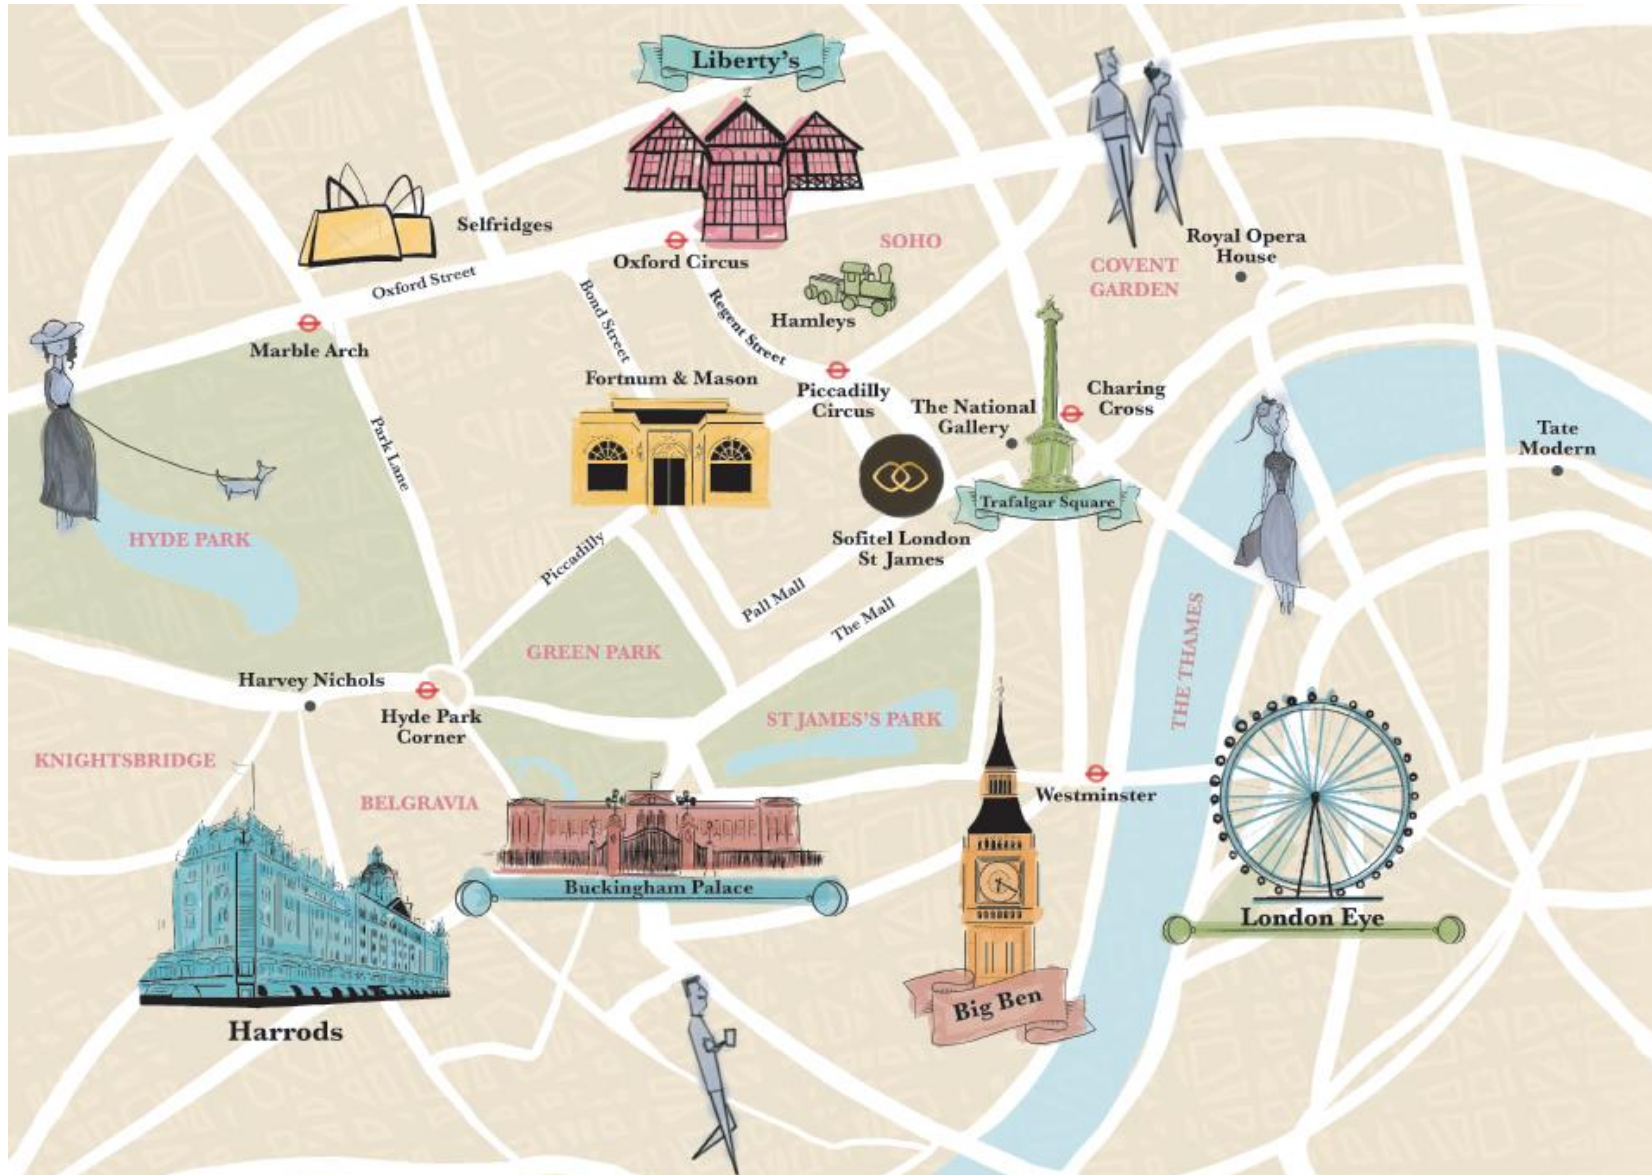 Liberty's
Selfridges
Oxford Street
Oxford Circus
SOHO
Royal Opera
House
COVENT
GARDEN
Hamleys
Bond Street
Regent Street
Marble Arch
Fortnum & Mason
Piccadilly
Circus
The National
Gallery
Charing
Cross
Tate
Modern
Park Lane
Trafalgar Square
HYDE PARK
Piccadilly
Sofitel London
St James
Pall Mall
The Mall
GREEN PARK
THE THAMES
Harvey Nichols
Hyde Park
Corner
ST JAMES'S PARK
KNIGHTSBRIDGE
BELGRAVIA
Westminster
Buckingham Palace
London Eye
Big Ben
Harrods